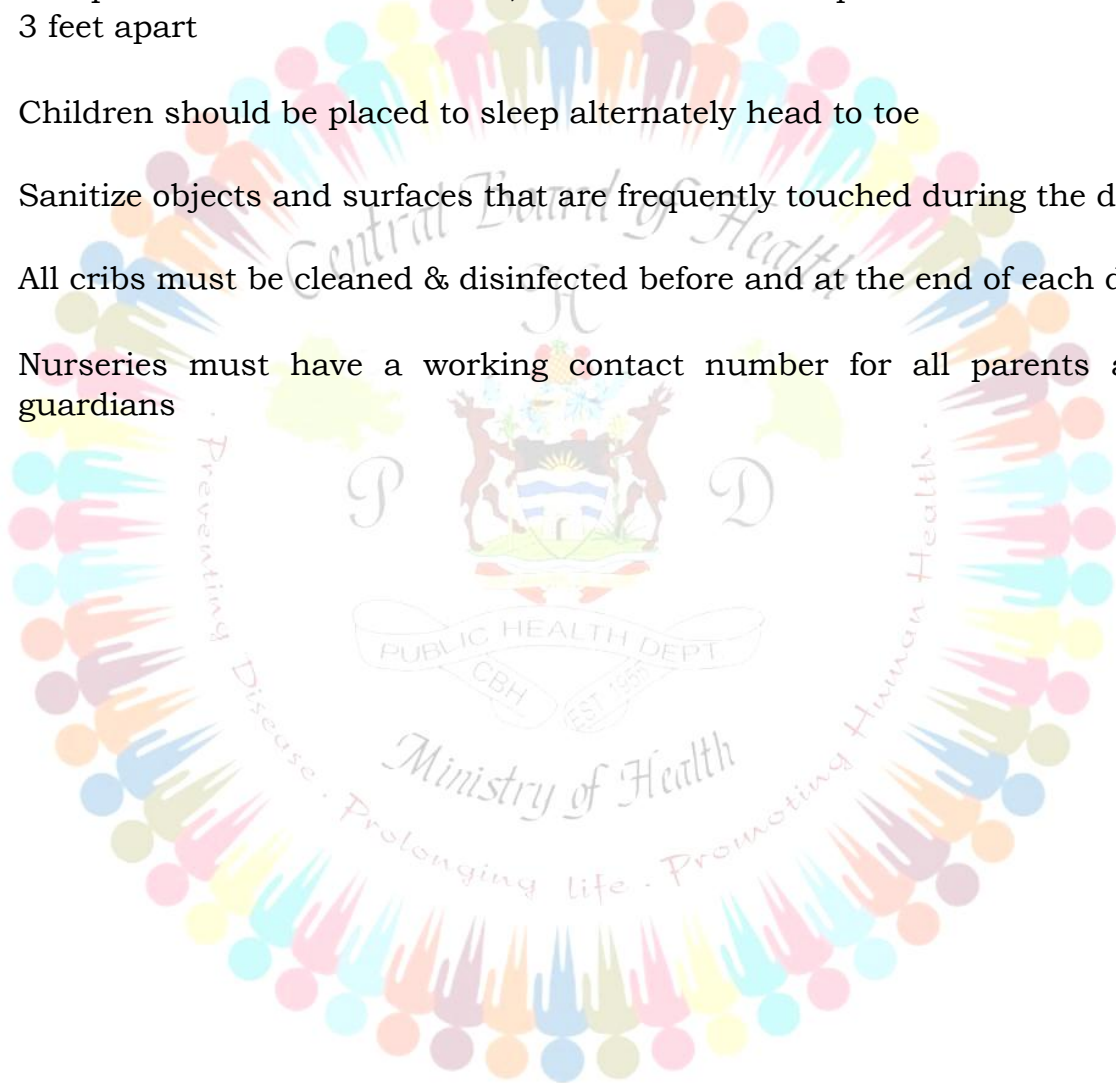 3 feet apart
Children should be placed to sleep alternately head to toe
Sanitize objects and surfaces that are frequently touched during the
All cribs must be cleaned & disinfected before and at the end of each
Nurseries must have a working contact number for all parents
guardians
Central Board of Health
H
P D
PUBLIC HEALTH DEPT.
CBH EST 1955
Ministry of Health
Preventing Disease . Prolonging life . Promoting Human Health .